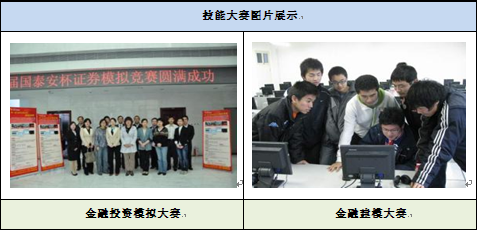 技能大赛图片展示
届国泰安杯证券模拟竞赛圆满成功
金融投资模拟大赛
金融建模大赛